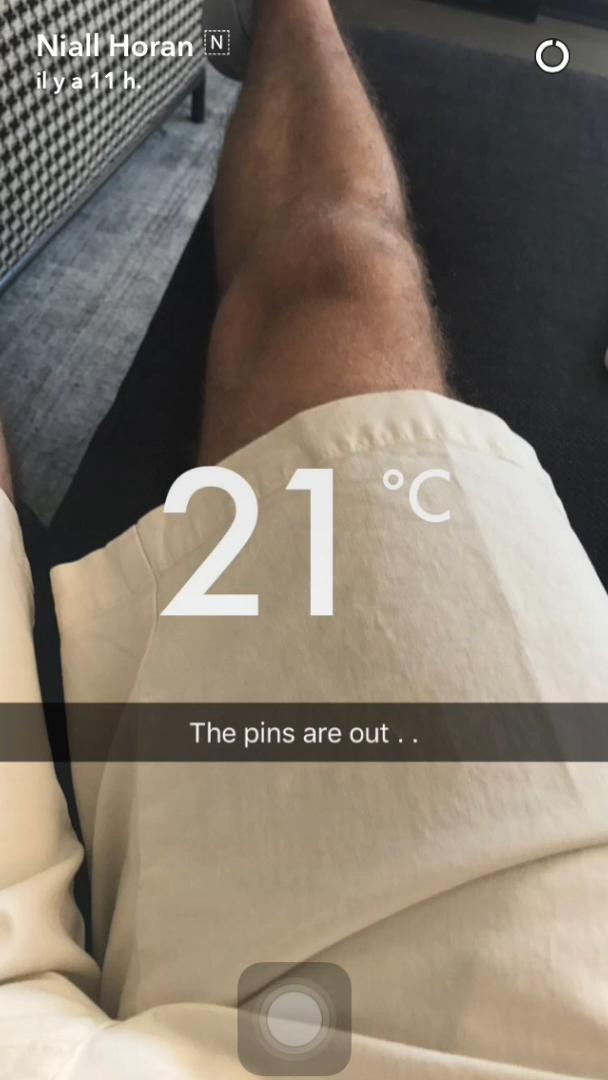 Niall Horan N
il y a 11 h.
21 °C
The pins are out . .